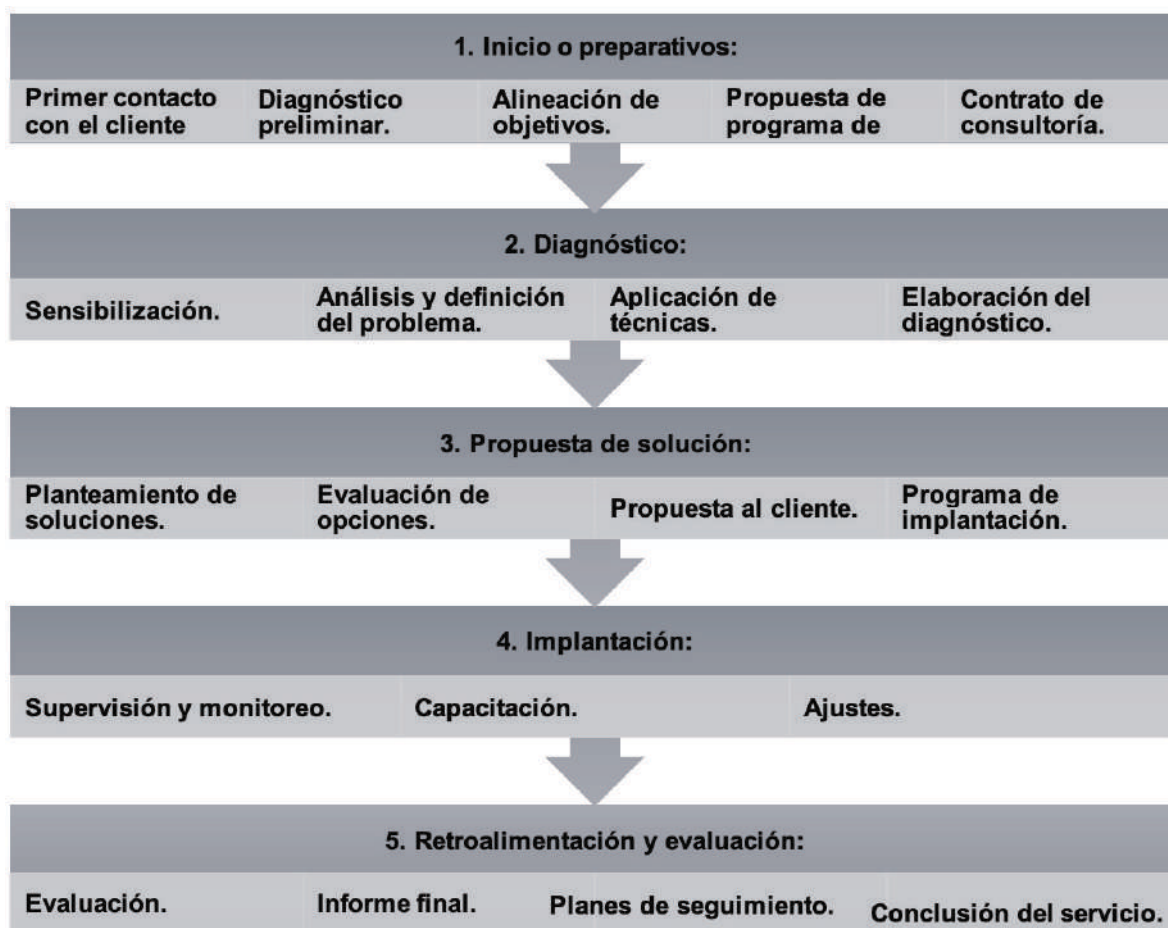 1. Inicio o preparativos:
Primer contacto
con el cliente
Diagnóstico
preliminar.
Alineación de
objetivos.
Propuesta de
programa de
Contrato de
consultoría.
2. Diagnóstico:
Sensibilización.
Análisis y definición
del problema.
Aplicación de
técnicas.
Elaboración del
diagnóstico.
3. Propuesta de solución:
Planteamiento de
soluciones.
Evaluación de
opciones.
Propuesta al cliente.
Programa de
implantación.
4. Implantación:
Supervisión y monitoreo.
Capacitación.
Ajustes.
5. Retroalimentación y evaluación:
Evaluación.
Informe final.
Planes de seguimiento.
Conclusión del servicio.